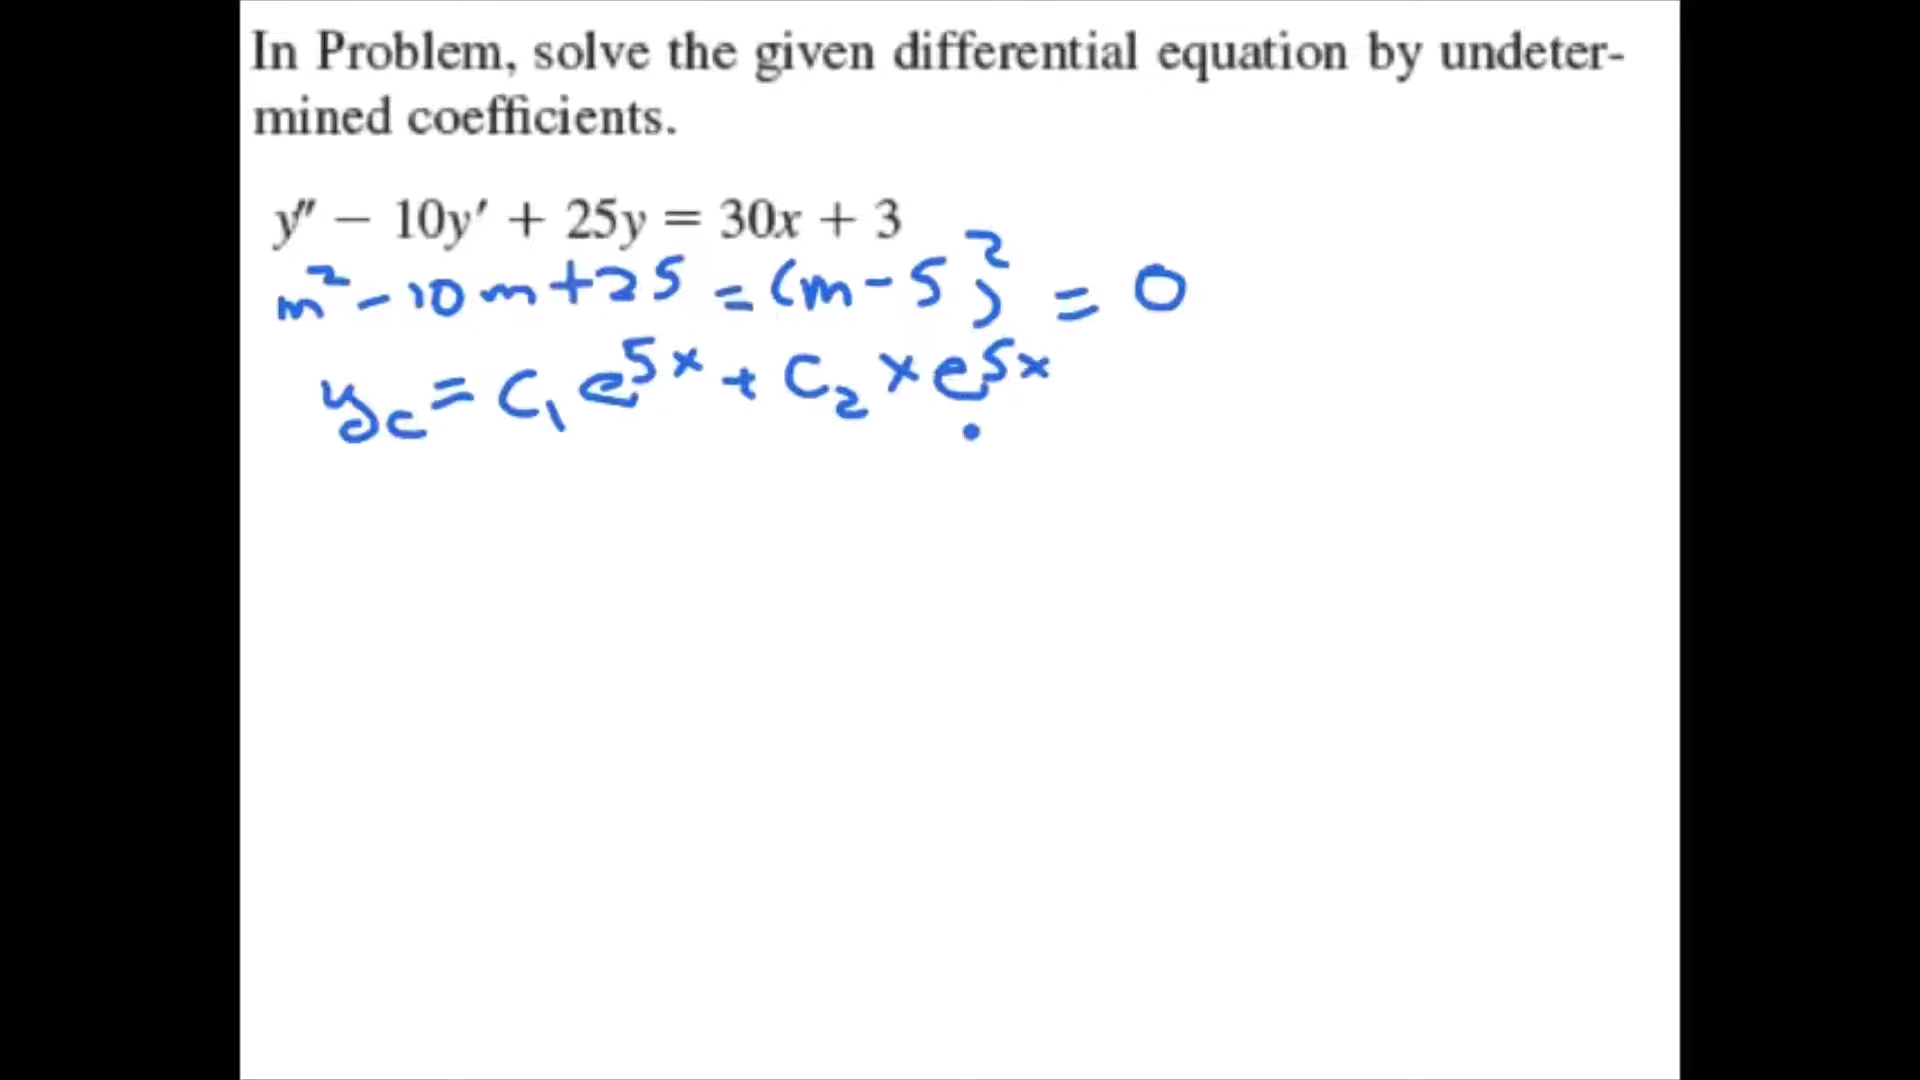 In Problem, solve the given differential equation by undeter-
mined coefficients.
y″ − 10y′ + 25y = 30x + 3
m² − 10m + 25 = (m − 5)² = 0
y_c = C₁e^{5x} + C₂xe^{5x}